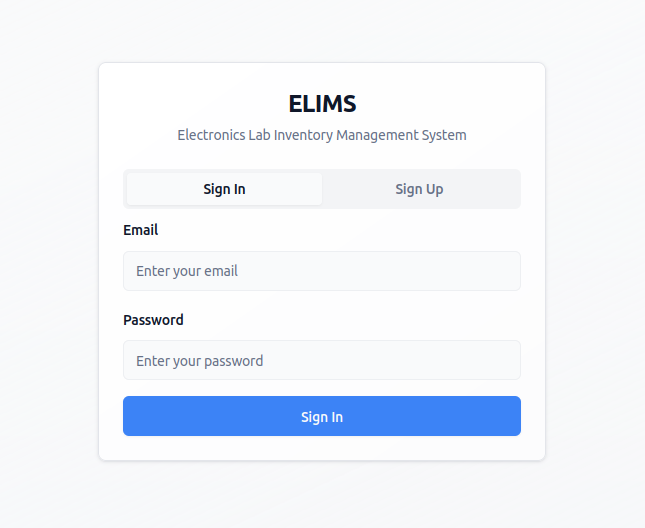 ELIMS
Electronics Lab Inventory Management System
Sign In
Sign Up
Email
Enter your email
Password
Enter your password
Sign In